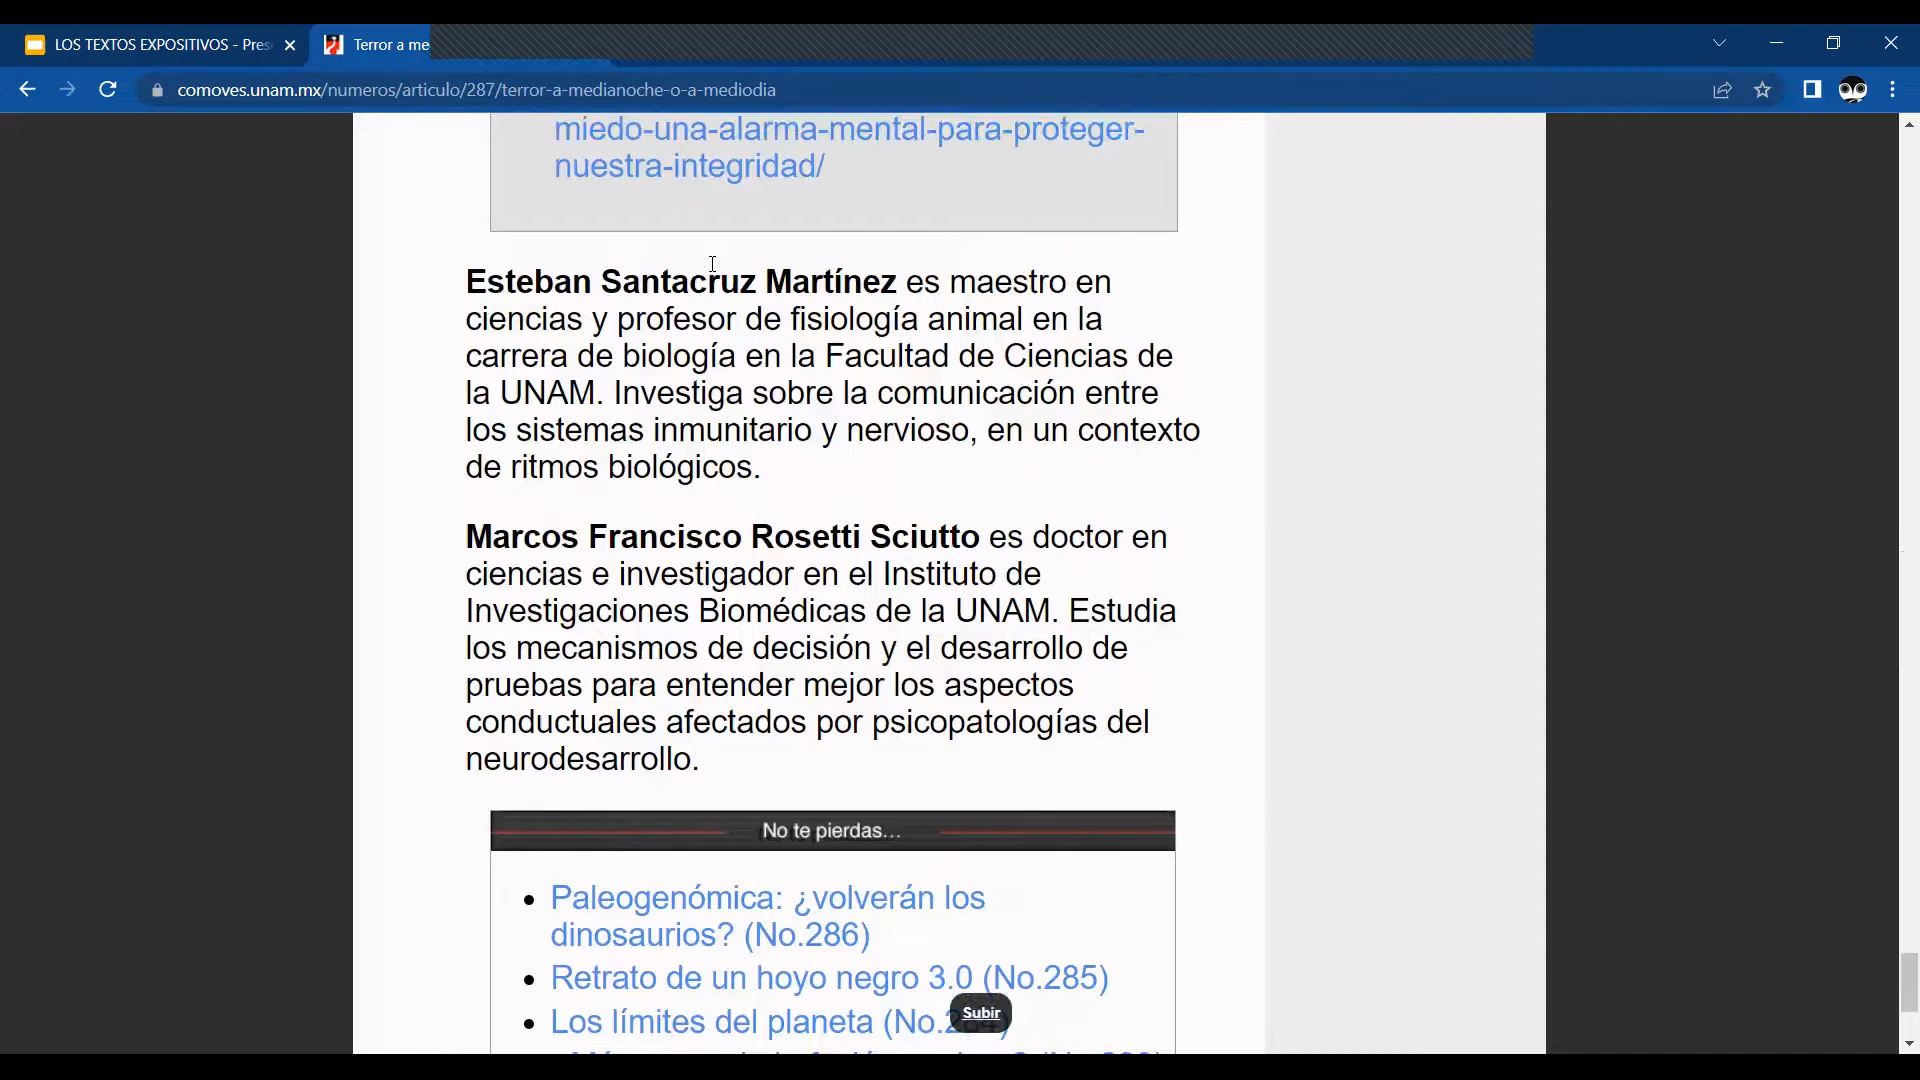 LOS TEXTOS EXPOSITIVOS - Pres
Terror a me
comoves.unam.mx/numeros/articulo/287/terror-a-medianoche-o-a-mediodia
miedo-una-alarma-mental-para-proteger-
nuestra-integridad/
Esteban Santacruz Martínez es maestro en
ciencias y profesor de fisiología animal en la
carrera de biología en la Facultad de Ciencias de
la UNAM. Investiga sobre la comunicación entre
los sistemas inmunitario y nervioso, en un contexto
de ritmos biológicos.
Marcos Francisco Rosetti Sciutto es doctor en
ciencias e investigador en el Instituto de
Investigaciones Biomédicas de la UNAM. Estudia
los mecanismos de decisión y el desarrollo de
pruebas para entender mejor los aspectos
conductuales afectados por psicopatologías del
neurodesarrollo.
No te pierdas...
Paleogenómica: ¿volverán los
dinosaurios? (No.286)
Retrato de un hoyo negro 3.0 (No.285)
Los límites del planeta
Subir